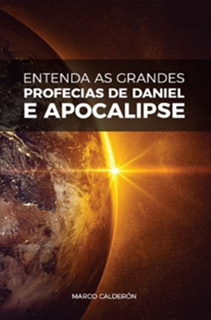 ENTENDA AS GRANDES
PROFECIAS DE DANIEL
E APOCALIPSE
MARCO CALDERÓN